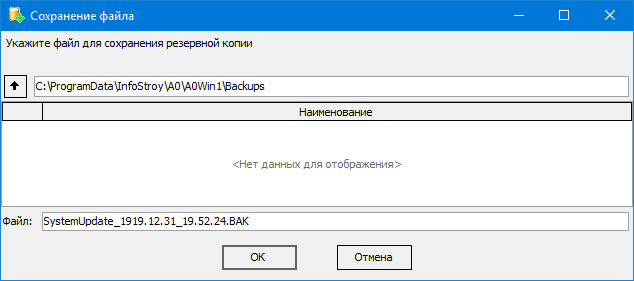 Сохранение файла
Укажите файл для сохранения резервной копии
C:\ProgramData\InfoStroy\A0\A0Win1\Backups
Наименование
<Нет данных для отображения>
Файл: SystemUpdate_1919.12.31_19.52.24.BAK
OK Отмена